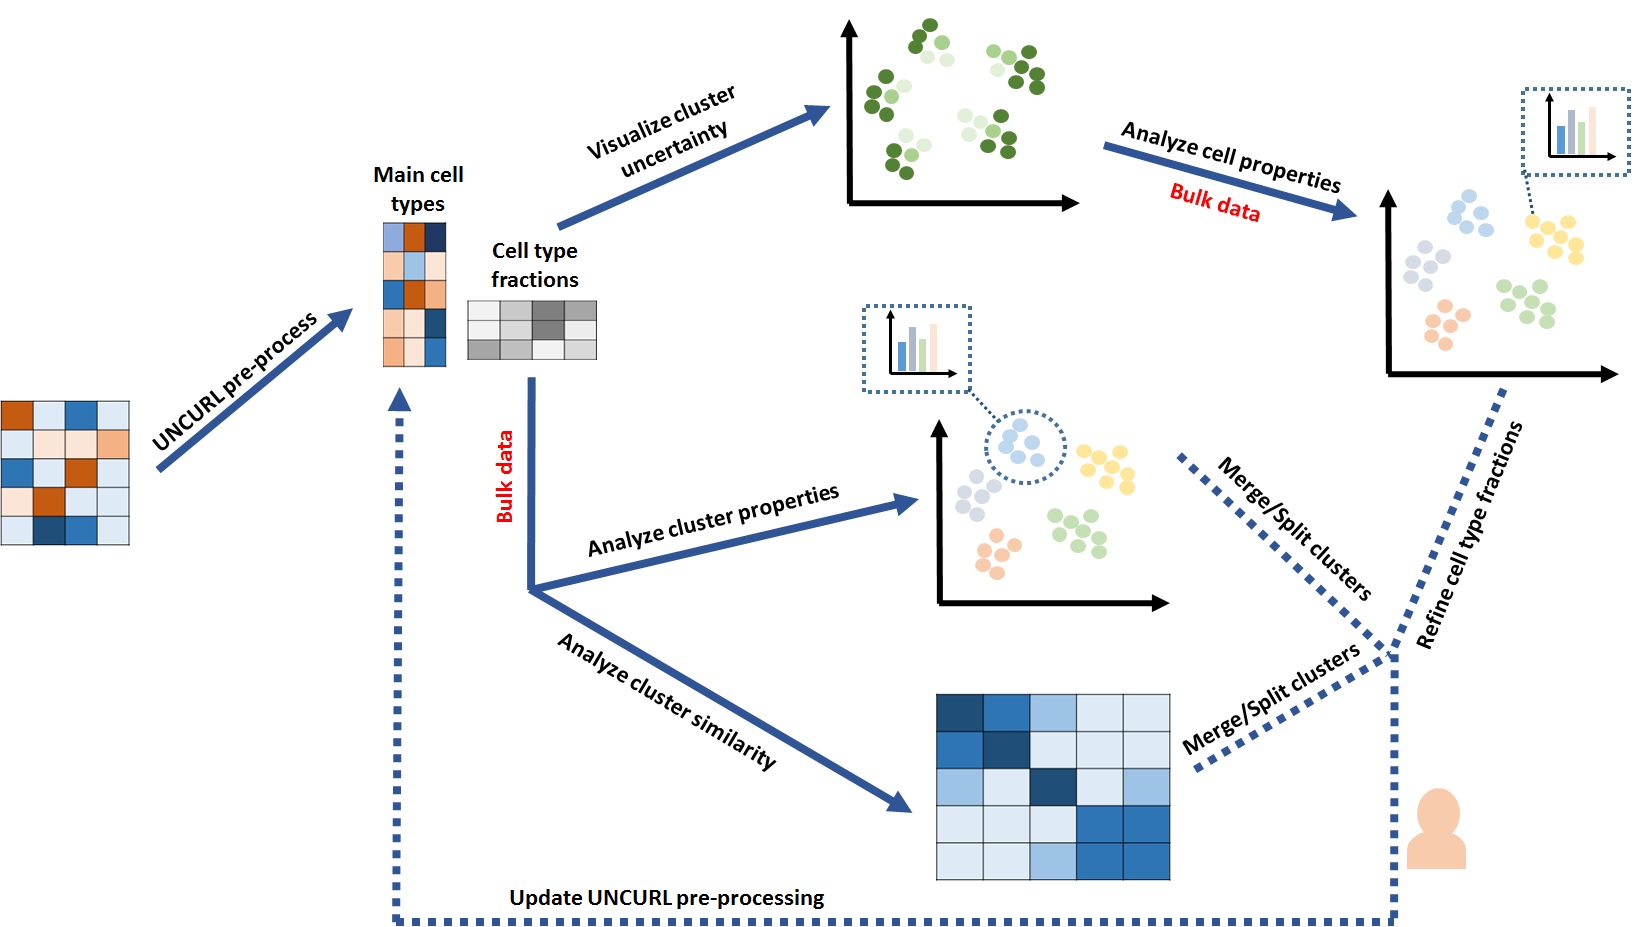 Visualize cluster
uncertainty
Analyze cell properties
Bulk data
Main cell
types
Cell type
fractions
UNCURL pre-process
Bulk data
Analyze cluster properties
Merge/Split clusters
Refine cell type fractions
Analyze cluster similarity
Merge/Split clusters
Update UNCURL pre-processing